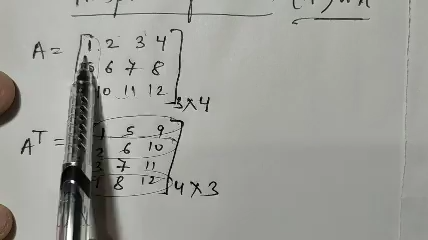 A = 1 2 3 4
6 7 8
10 11 12 3×4
Aᵀ = 5 9
2 6 10
3 7 11
8 12 4×3